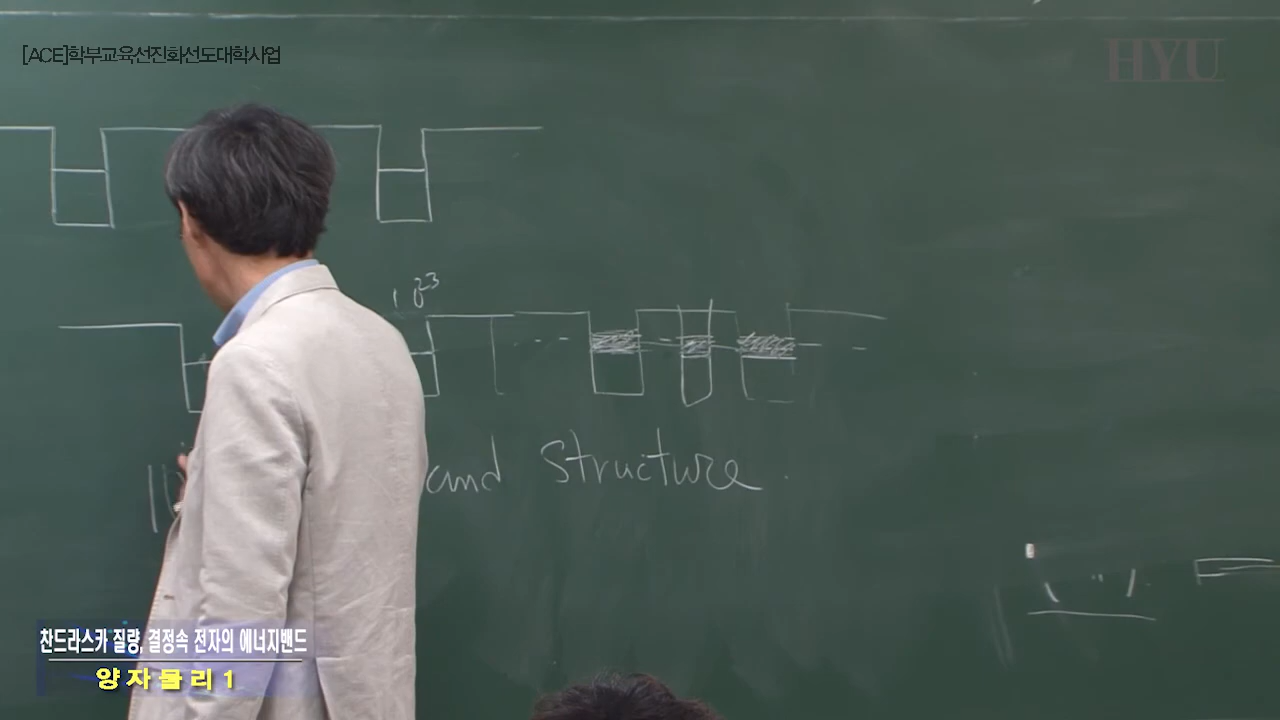 [ACE]학부교육선진화선도대학사업
HYU
10²³
and Structure.
찬드라스카 질량, 결정속 전자의 에너지밴드
양자물리1